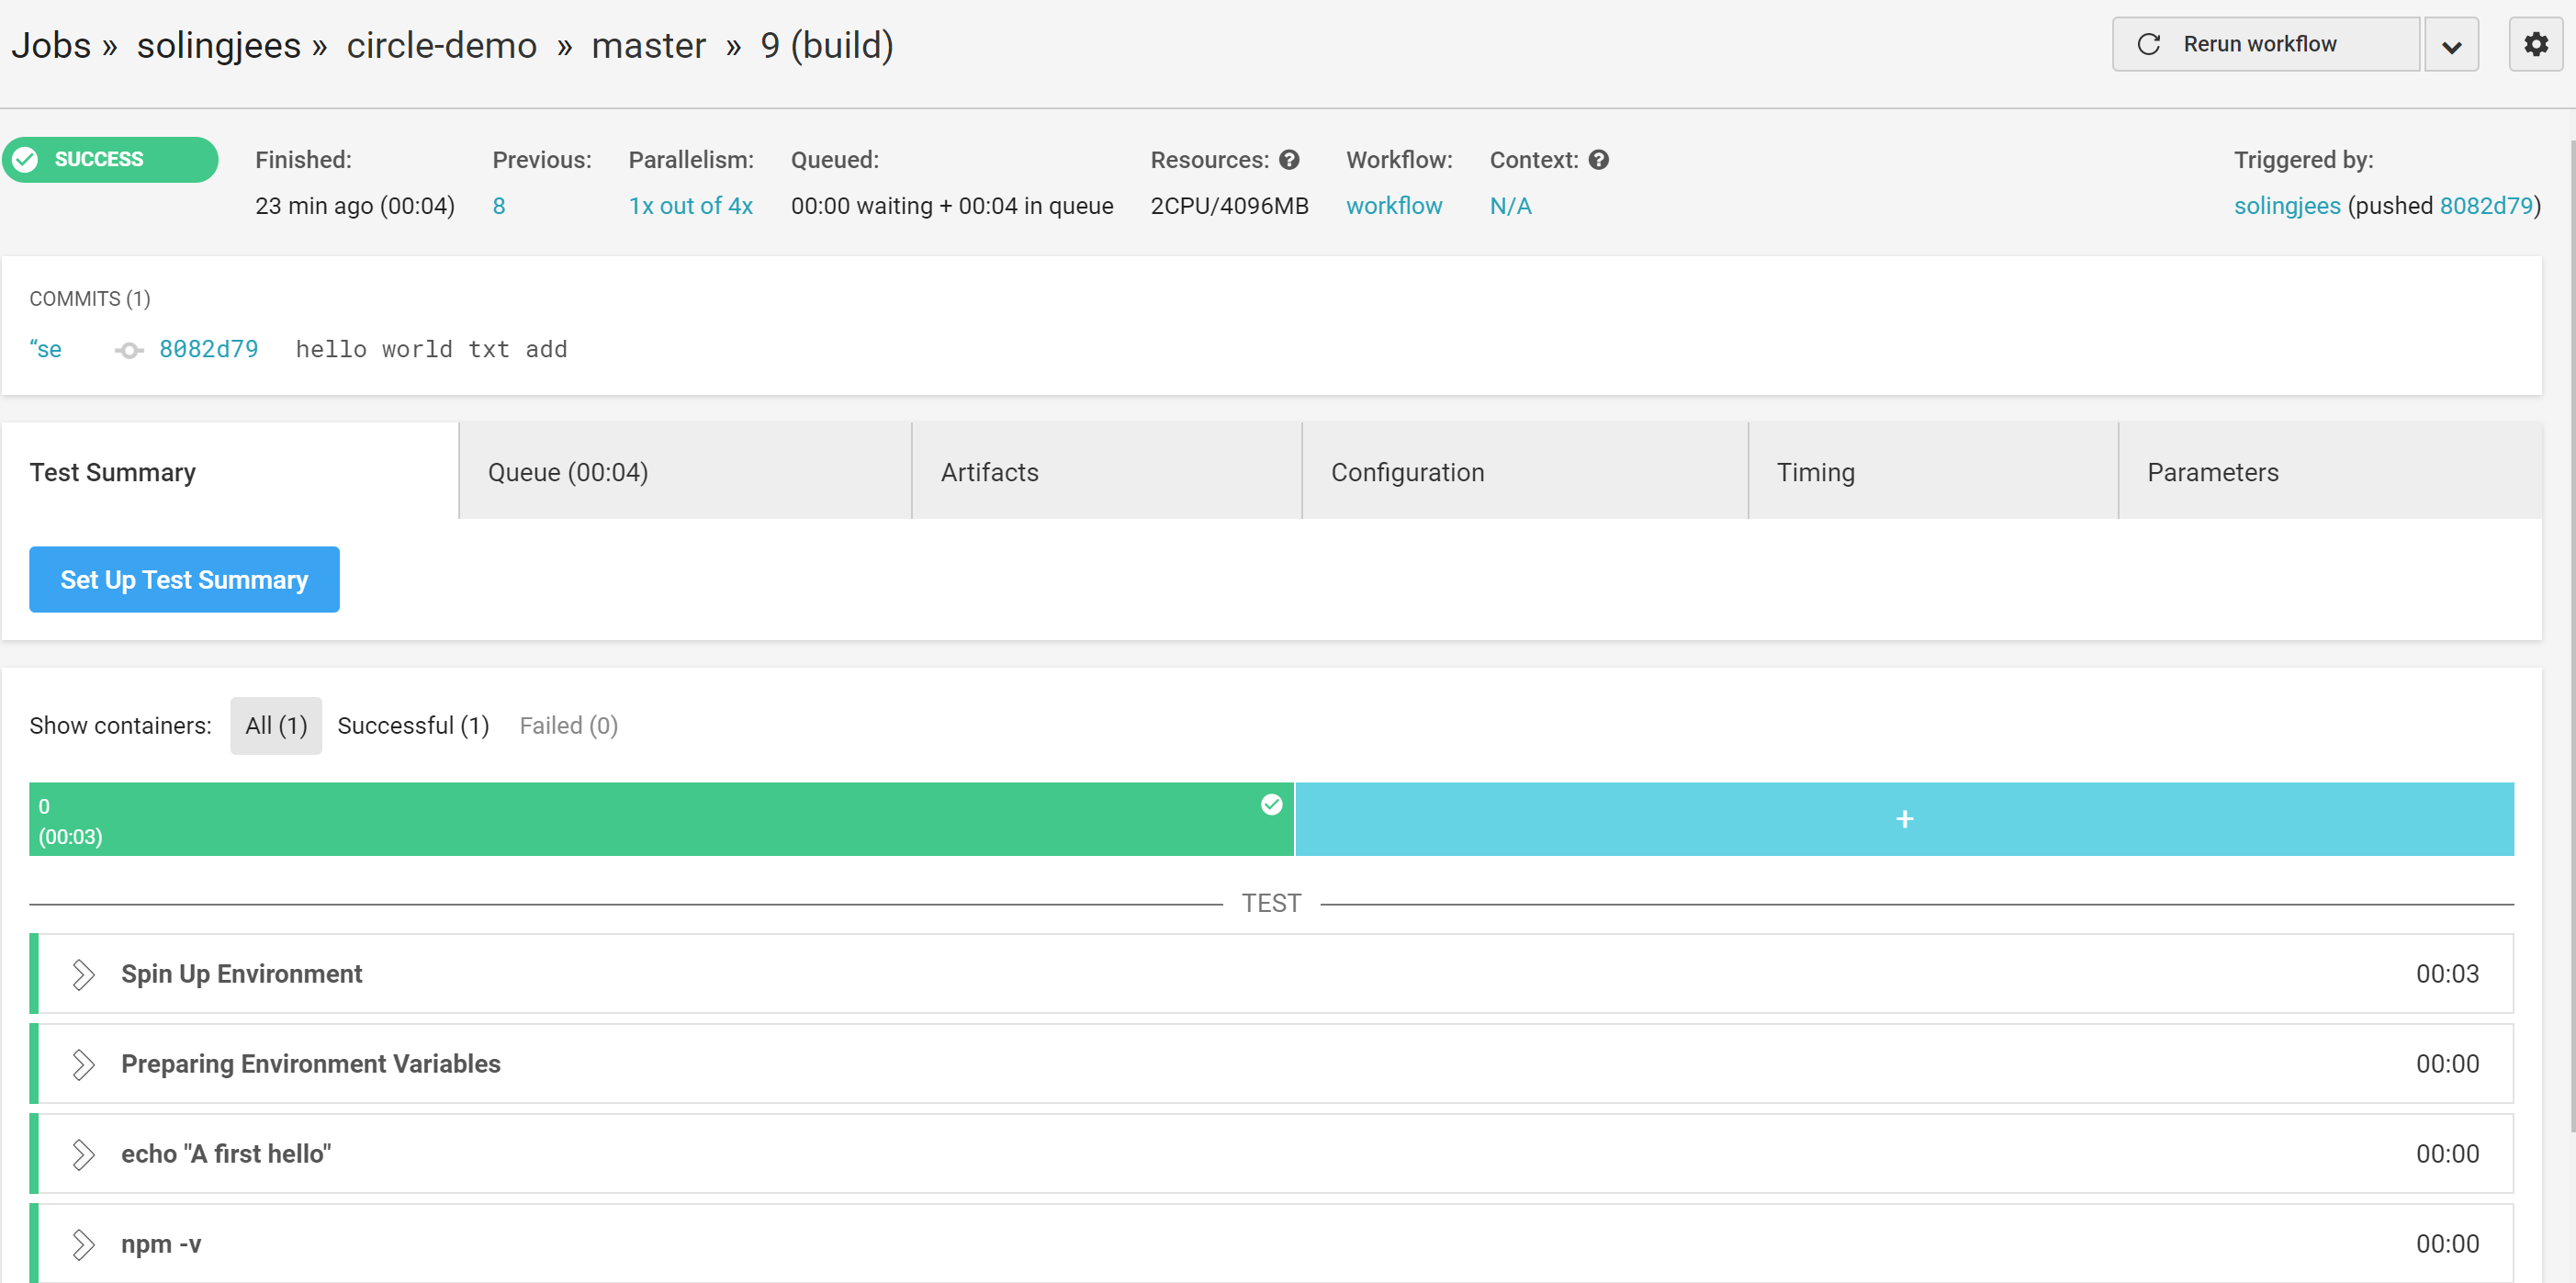 Jobs » solingjees » circle-demo » master » 9 (build)
Rerun workflow
SUCCESS
Finished:
23 min ago (00:04)
Previous:
8
Parallelism:
1x out of 4x
Queued:
00:00 waiting + 00:04 in queue
Resources:
2CPU/4096MB
Workflow:
workflow
Context:
N/A
Triggered by:
solingjees (pushed 8082d79)
COMMITS (1)
“se 8082d79 hello world txt add
Test Summary
Queue (00:04)
Artifacts
Configuration
Timing
Parameters
Set Up Test Summary
Show containers: All (1) Successful (1) Failed (0)
0
(00:03)
+
TEST
Spin Up Environment 00:03
Preparing Environment Variables 00:00
echo "A first hello" 00:00
npm -v 00:00